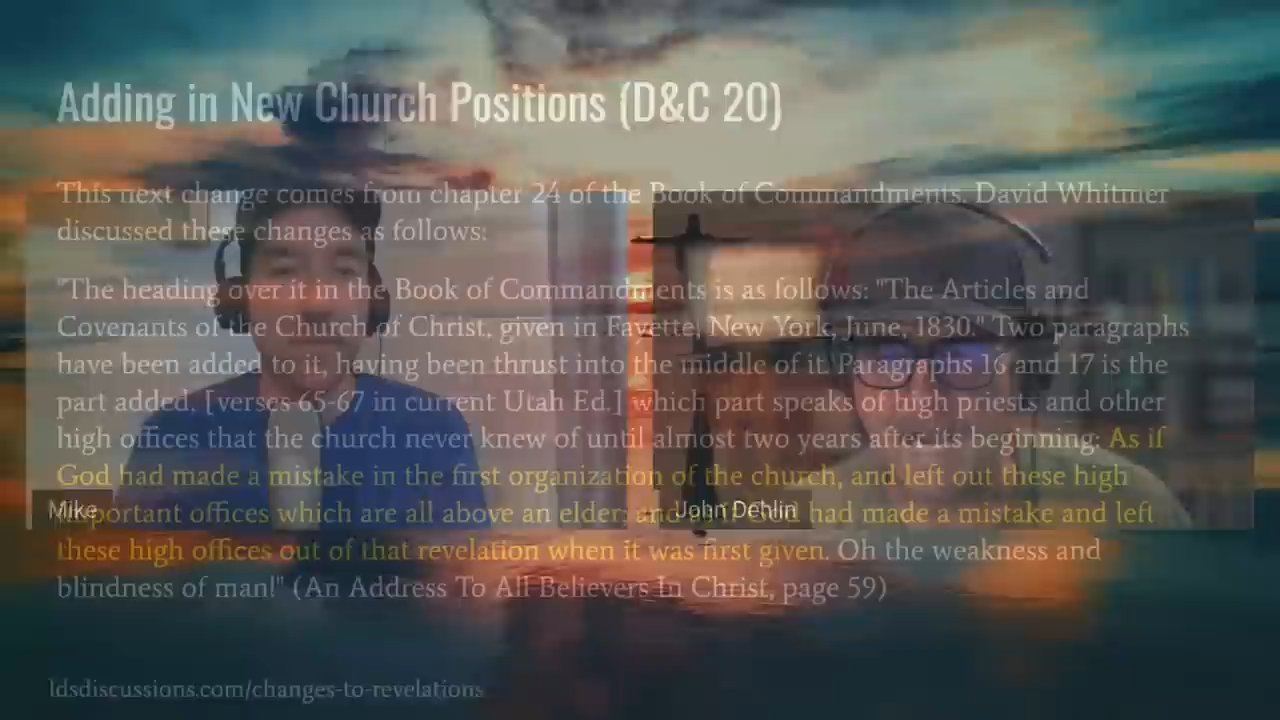 Adding in New Church Positions (D&C 20)
This next change comes from chapter 24 of the Book of Commandments. David Whitmer
discussed these changes as follows:
"The heading over it in the Book of Commandments is as follows: "The Articles and
Covenants of the Church of Christ, given in Fayette, New York, June, 1830." Two paragraphs
have been added to it, having been thrust into the middle of it. Paragraphs 16 and 17 is the
part added. [verses 65-67 in current Utah Ed.] which part speaks of high priests and other
high offices that the church never knew of until almost two years after its beginning: As if
God had made a mistake in the first organization of the church, and left out these high
important offices which are all above an elder; and as if God had made a mistake and left
these high offices out of that revelation when it was first given. Oh the weakness and
blindness of man!" (An Address To All Believers In Christ, page 59)
Mike
John Dehlin
ldsdiscussions.com/changes-to-revelations